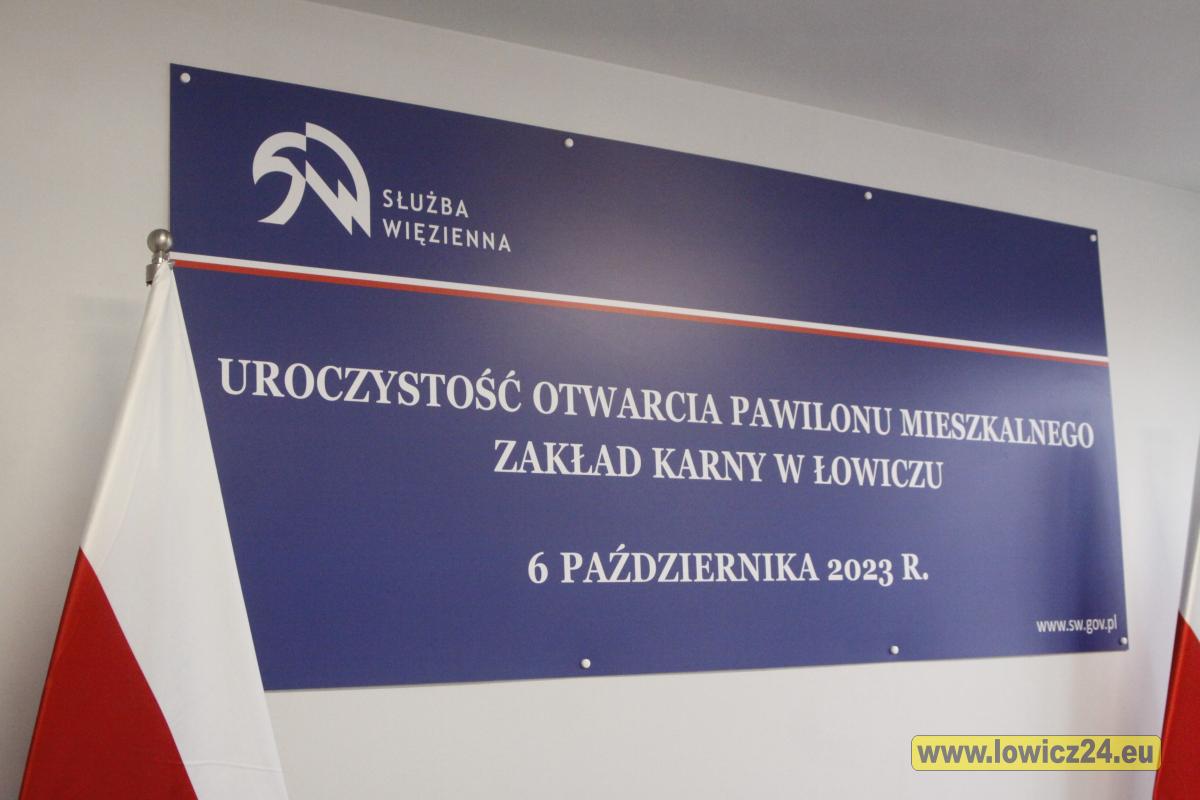 SŁUŻBA
WIĘZIENNA
UROCZYSTOŚĆ OTWARCIA PAWILONU MIESZKALNEGO
ZAKŁAD KARNY W ŁOWICZU
6 PAŹDZIERNIKA 2023 R.
www.sw.gov.pl
www.lowicz24.eu